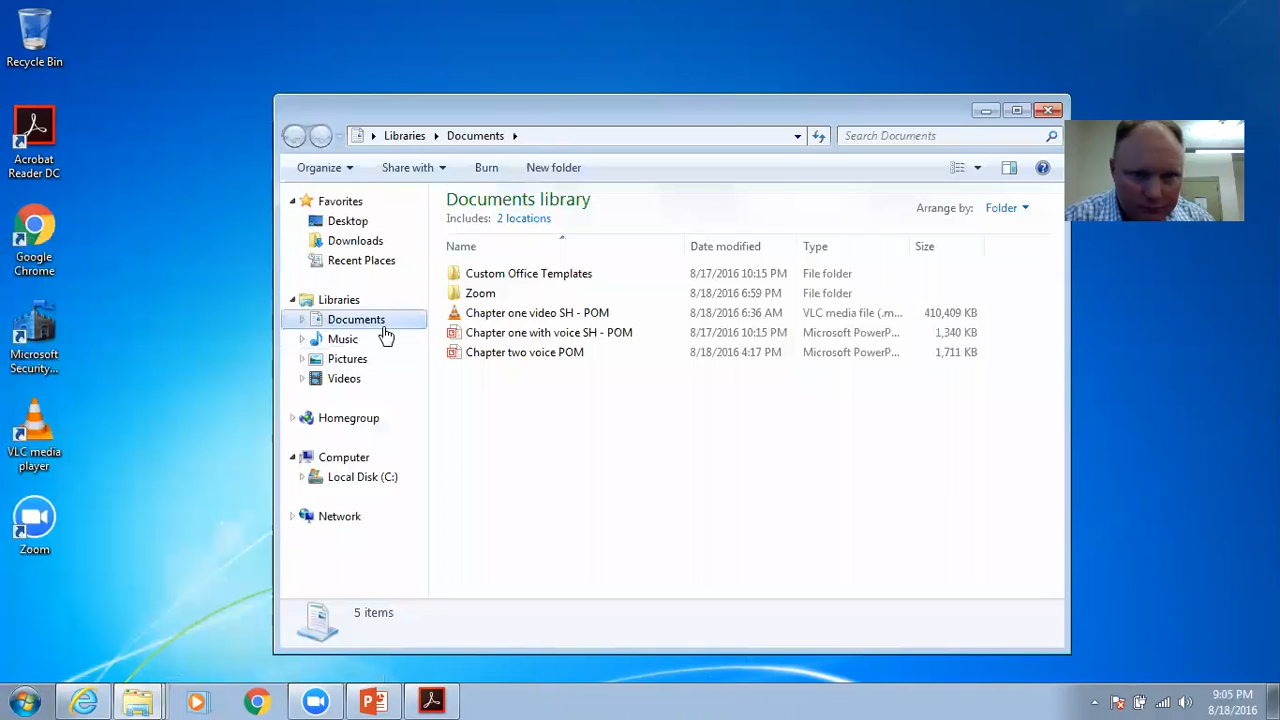 Recycle Bin
Acrobat
Reader DC
Google
Chrome
Microsoft
Security...
VLC media
player
Zoom
Libraries Documents
Search Documents
Organize Share with Burn New folder
Favorites
Desktop
Downloads
Recent Places
Libraries
Documents
Music
Pictures
Videos
Homegroup
Computer
Local Disk (C:)
Network
Documents library
Includes: 2 locations
Arrange by: Folder
Name Date modified Type Size
Custom Office Templates 8/17/2016 10:15 PM File folder
Zoom 8/18/2016 6:59 PM File folder
Chapter one video SH - POM 8/18/2016 6:36 AM VLC media file (.m... 410,409 KB
Chapter one with voice SH - POM 8/17/2016 10:15 PM Microsoft PowerP... 1,340 KB
Chapter two voice POM 8/18/2016 4:17 PM Microsoft PowerP... 1,711 KB
5 items
9:05 PM
8/18/2016